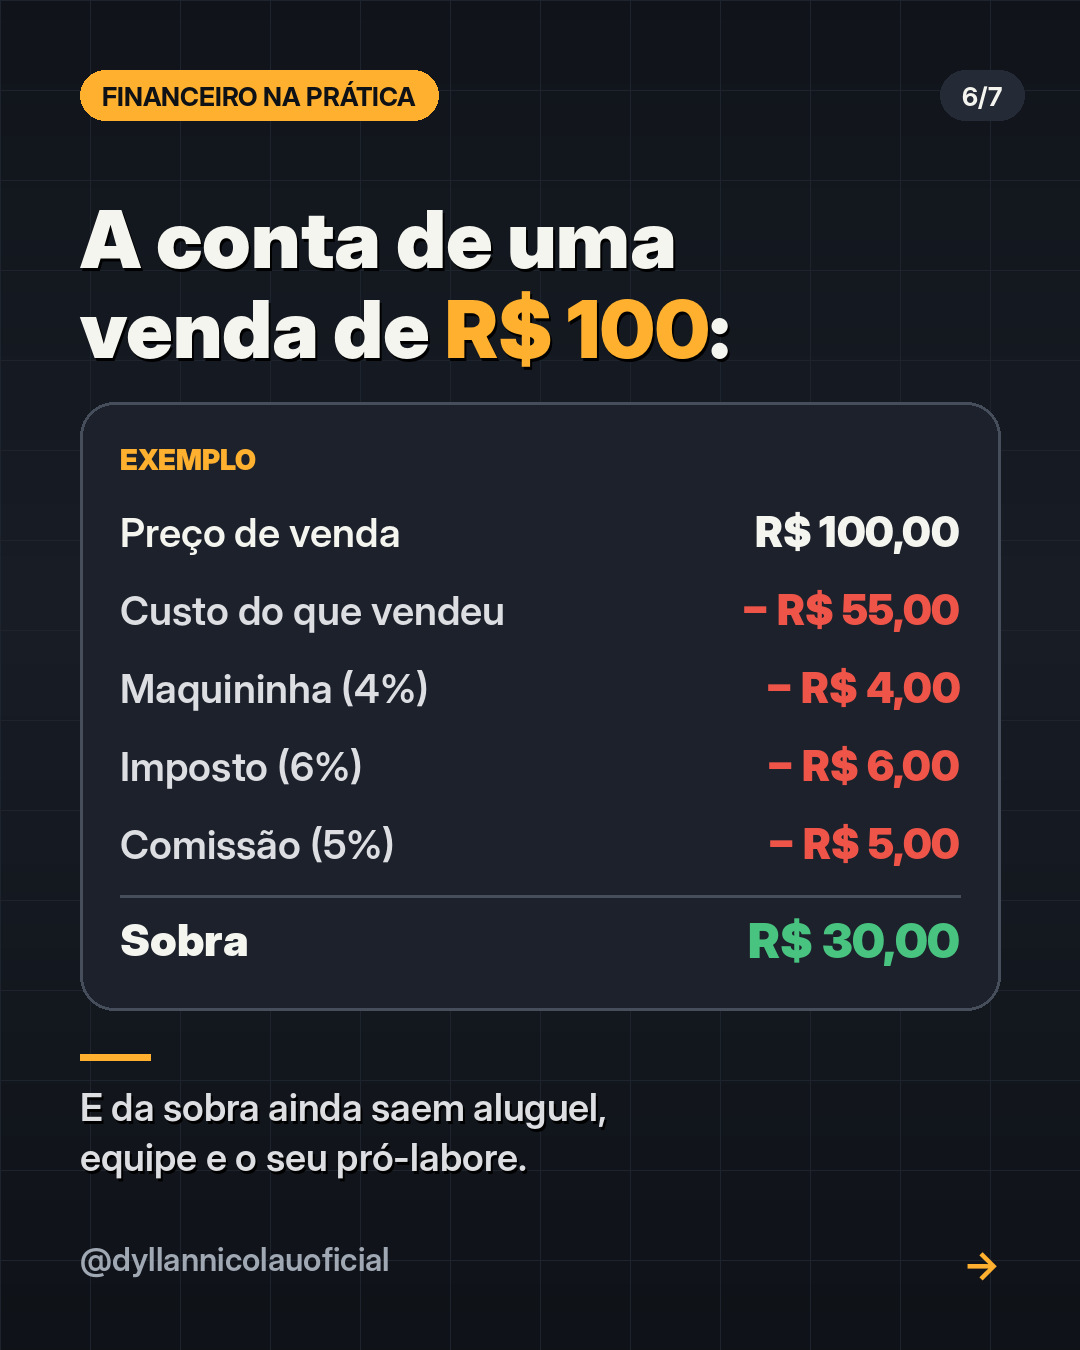 FINANCEIRO NA PRÁTICA
6/7
A conta de uma
venda de R$ 100:
EXEMPLO
Preço de venda R$ 100,00
Custo do que vendeu – R$ 55,00
Maquininha (4%) – R$ 4,00
Imposto (6%) – R$ 6,00
Comissão (5%) – R$ 5,00
Sobra R$ 30,00
E da sobra ainda saem aluguel,
equipe e o seu pró-labore.
@dyllannicolauoficial
→